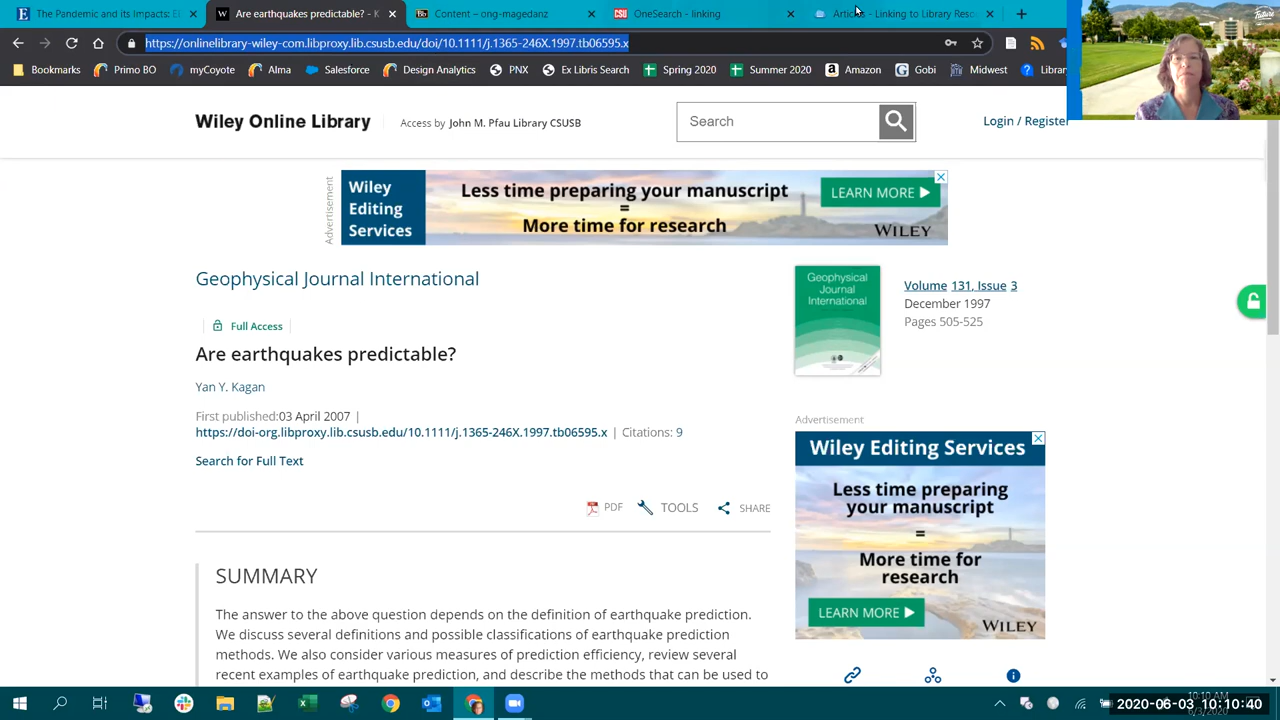 The Pandemic and its Impacts: E
Are earthquakes predictable? - K
Content – ong-magedanz
OneSearch - linking
Articles - Linking to Library Reso
https://onlinelibrary-wiley-com.libproxy.lib.csusb.edu/doi/10.1111/j.1365-246X.1997.tb06595.x
Bookmarks
Primo BO
myCoyote
Alma
Salesforce
Design Analytics
PNX
Ex Libris Search
Spring 2020
Summer 2020
Amazon
Gobi
Midwest
Library
Wiley Online Library
Access by John M. Pfau Library CSUSB
Search
Login / Register
Advertisement
Wiley
Editing
Services
Less time preparing your manuscript
=
More time for research
LEARN MORE
WILEY
Geophysical Journal International
Full Access
Are earthquakes predictable?
Yan Y. Kagan
First published:03 April 2007 |
https://doi-org.libproxy.lib.csusb.edu/10.1111/j.1365-246X.1997.tb06595.x | Citations: 9
Search for Full Text
PDF
TOOLS
SHARE
SUMMARY
The answer to the above question depends on the definition of earthquake prediction.
We discuss several definitions and possible classifications of earthquake prediction
methods. We also consider various measures of prediction efficiency, review several
recent examples of earthquake prediction, and describe the methods that can be used to
Geophysical
Journal
International
Volume 131, Issue 3
December 1997
Pages 505-525
Advertisement
Wiley Editing Services
Less time preparing
your manuscript
=
More time for
research
LEARN MORE
WILEY
2020-06-03 10:10:40